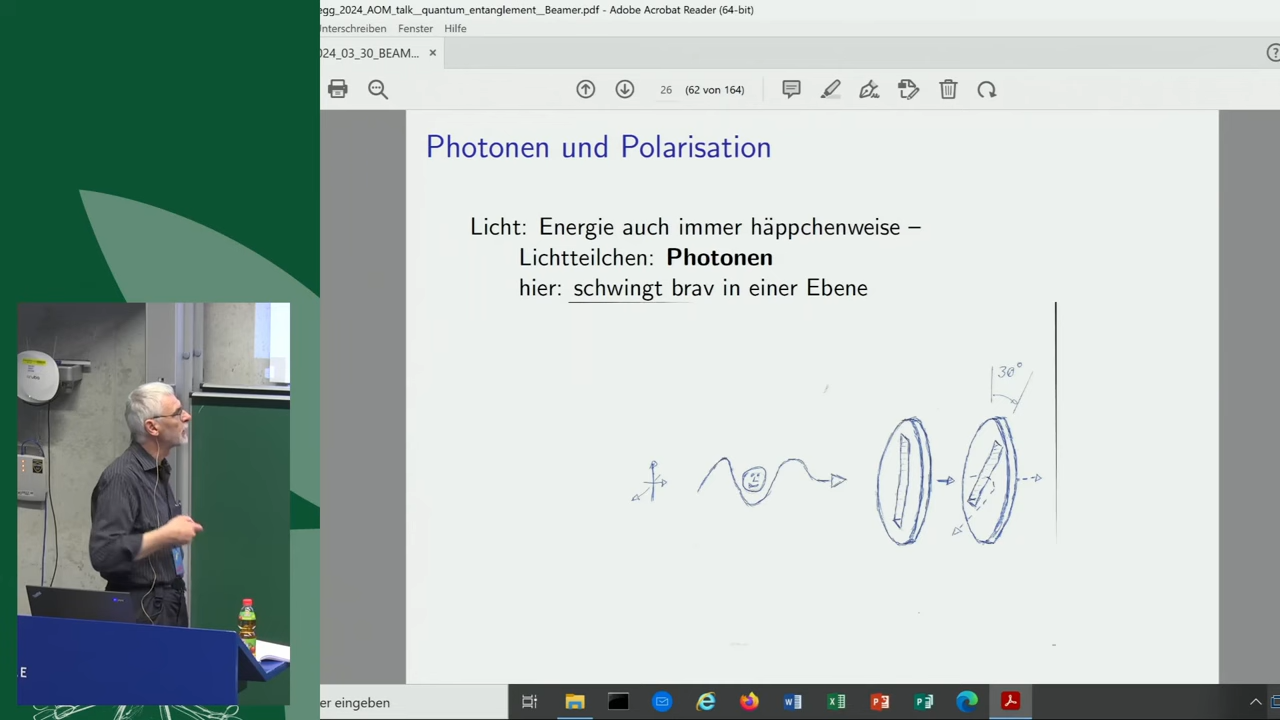 egg_2024_AOM_talk__quantum_entanglement__Beamer.pdf - Adobe Acrobat Reader (64-bit)
Unterschreiben Fenster Hilfe
024_03_30_BEAM... ×
26 (62 von 164)
Photonen und Polarisation
Licht: Energie auch immer häppchenweise –
Lichtteilchen: Photonen
hier: schwingt brav in einer Ebene
30°
er eingeben
E